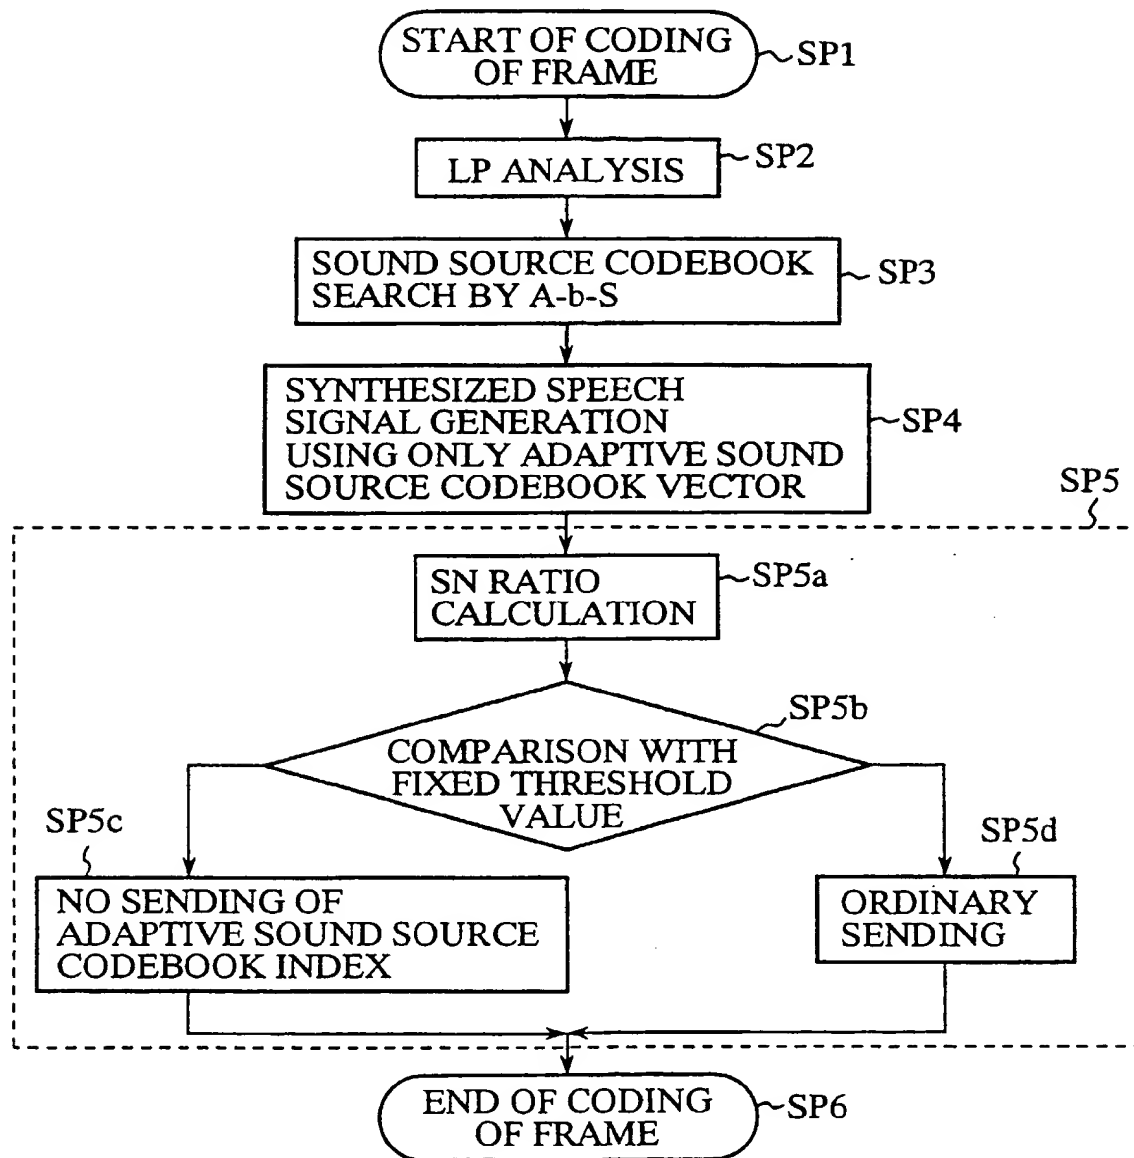 START OF CODING
OF FRAME
SP1
LP ANALYSIS
SP2
SOUND SOURCE CODEBOOK
SEARCH BY A-b-S
SP3
SYNTHESIZED SPEECH
SIGNAL GENERATION
USING ONLY ADAPTIVE SOUND
SOURCE CODEBOOK VECTOR
SP4
SP5
SN RATIO
CALCULATION
SP5a
COMPARISON WITH
FIXED THRESHOLD
VALUE
SP5b
SP5c
NO SENDING OF
ADAPTIVE SOUND SOURCE
CODEBOOK INDEX
SP5d
ORDINARY
SENDING
END OF CODING
OF FRAME
SP6